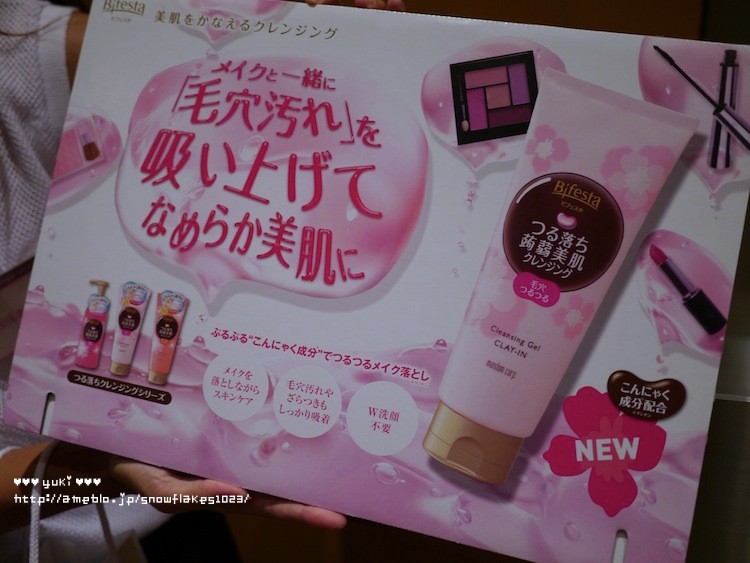 Bifesta
ビフェスタ
美肌をかなえるクレンジング
メイクと一緒に
「毛穴汚れ」を
吸い上げて
なめらか美肌に
Bifesta
ビフェスタ
つる落ち
蒟蒻美肌
クレンジング
毛穴
つるつる
Cleansing Gel
CLAY-IN
mandom corp.
ぷるぷる“こんにゃく成分”でつるつるメイク落とし
メイクを
落としながら
スキンケア
毛穴汚れや
ざらつきも
しっかり吸着
W洗顔
不要
つる落ちクレンジングシリーズ
こんにゃく
成分配合
NEW
♥♥♥ yuki ♥♥♥
http://ameblo.jp/snowflakes1023/